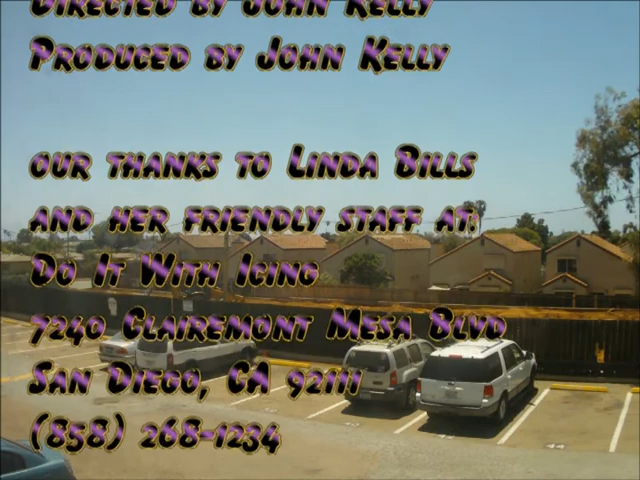 Directed by John Kelly
Produced by John Kelly
our thanks to Linda Bills
and her friendly staff at:
Do It With Icing
7240 Clairemont Mesa Blvd
San Diego, CA 92111
(858) 268-1234